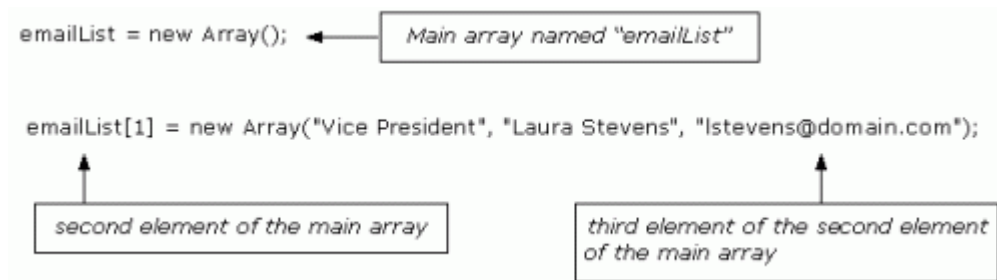 emailList = new Array();
Main array named "emailList"
emailList[1] = new Array("Vice President", "Laura Stevens", "lstevens@domain.com");
second element of the main array
third element of the second element
of the main array